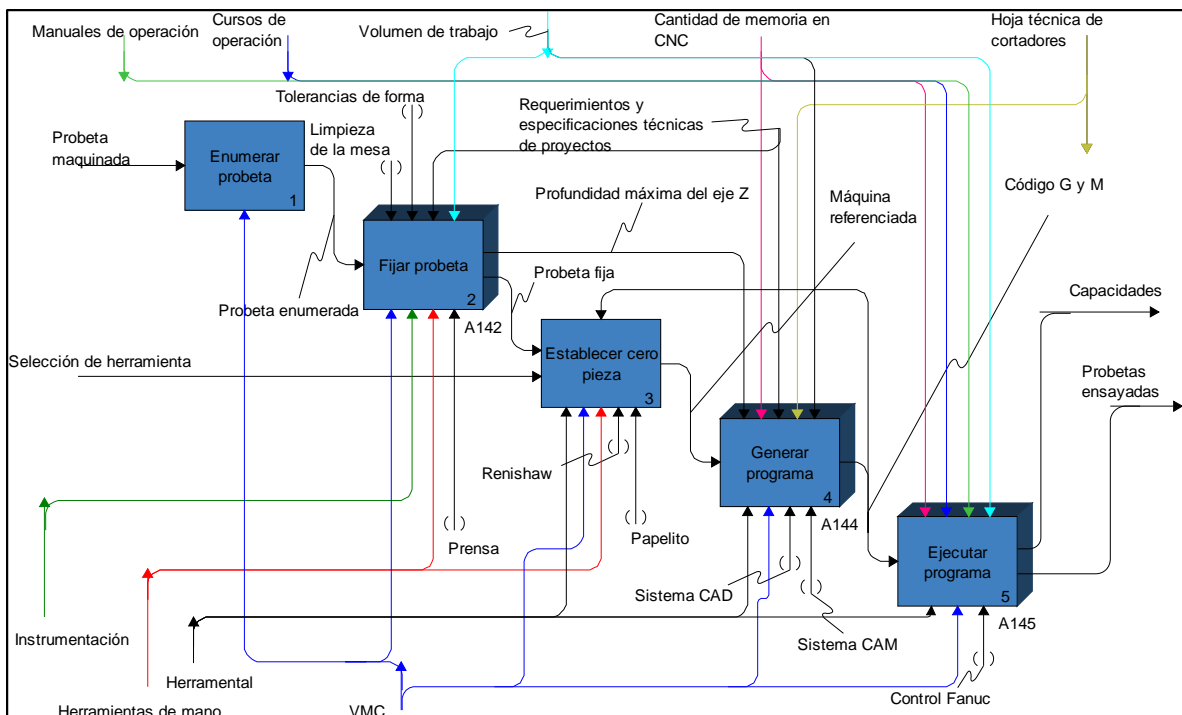 Manuales de operación
Cursos de
operación
Volumen de trabajo
Cantidad de memoria en
CNC
Hoja técnica de
cortadores
Tolerancias de forma
Requerimientos y
especificaciones técnicas
de proyectos
Probeta
maquinada
Enumerar
probeta
1
Limpieza
de la mesa
Profundidad máxima del eje Z
Máquina
referenciada
Código G y M
Fijar probeta
2
A142
Probeta fija
Probeta enumerada
Capacidades
Selección de herramienta
Establecer cero
pieza
3
Probetas
ensayadas
Generar
programa
4
A144
Renishaw
Papelito
Prensa
Ejecutar
programa
5
A145
Sistema CAD
Sistema CAM
Control Fanuc
Instrumentación
Herramental
Herramientas de mano
VMC